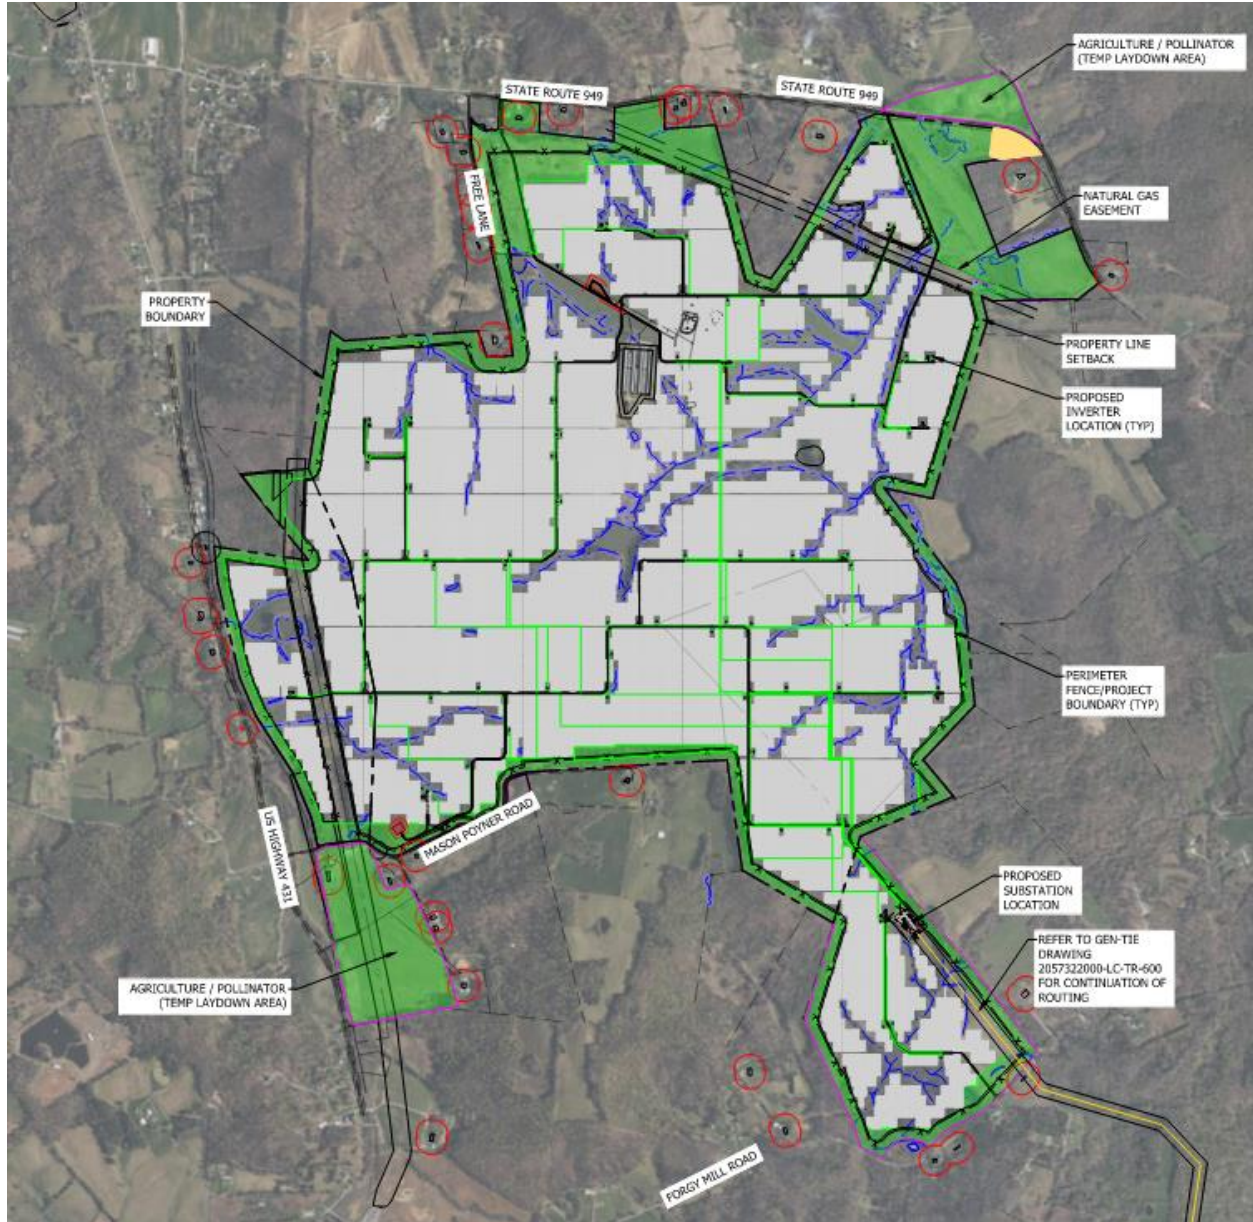 AGRICULTURE / POLLINATOR
(TEMP LAYDOWN AREA)
STATE ROUTE 949
STATE ROUTE 949
FREE LANE
NATURAL GAS
EASEMENT
PROPERTY
BOUNDARY
PROPERTY LINE
SETBACK
PROPOSED
INVERTER
LOCATION (TYP)
PERIMETER
FENCE/PROJECT
BOUNDARY (TYP)
MASON POYNER ROAD
US HIGHWAY 431
PROPOSED
SUBSTATION
LOCATION
REFER TO GEN-TIE
DRAWING
2057322000-LC-TR-600
FOR CONTINUATION OF
ROUTING
AGRICULTURE / POLLINATOR
(TEMP LAYDOWN AREA)
FORGY MILL ROAD